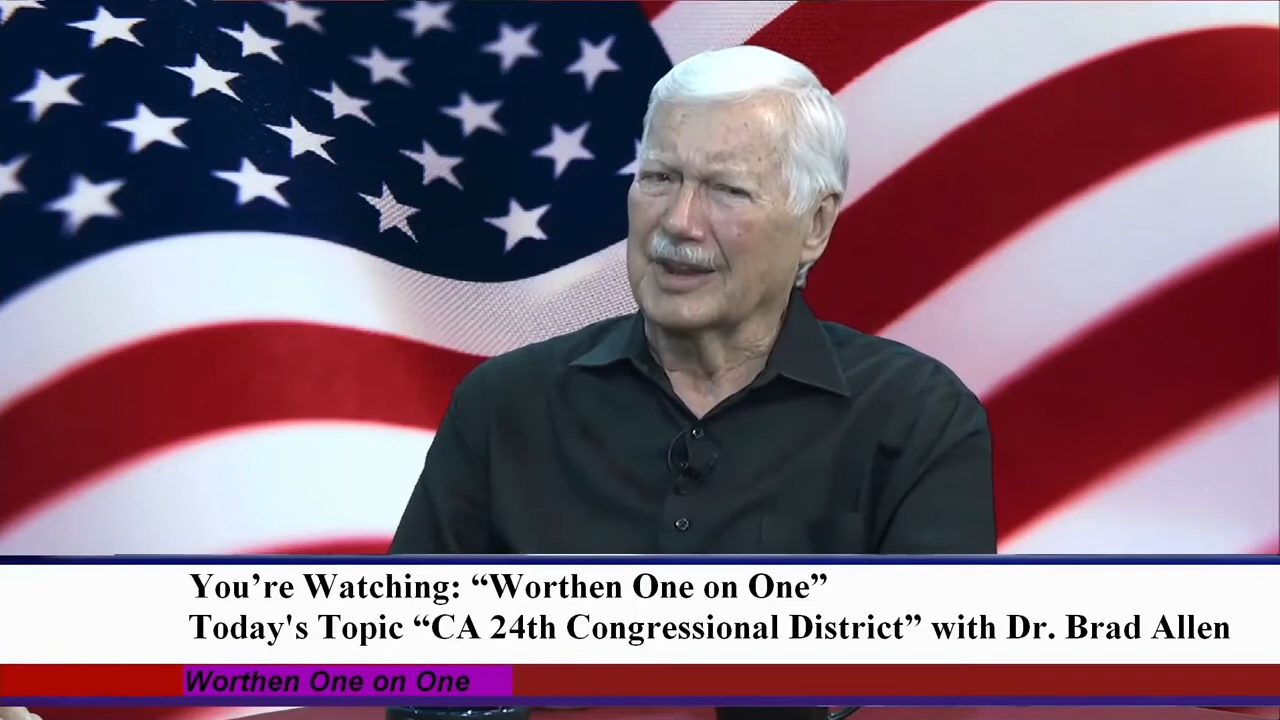 You’re Watching: “Worthen One on One”
Today's Topic “CA 24th Congressional District” with Dr. Brad Allen
Worthen One on One